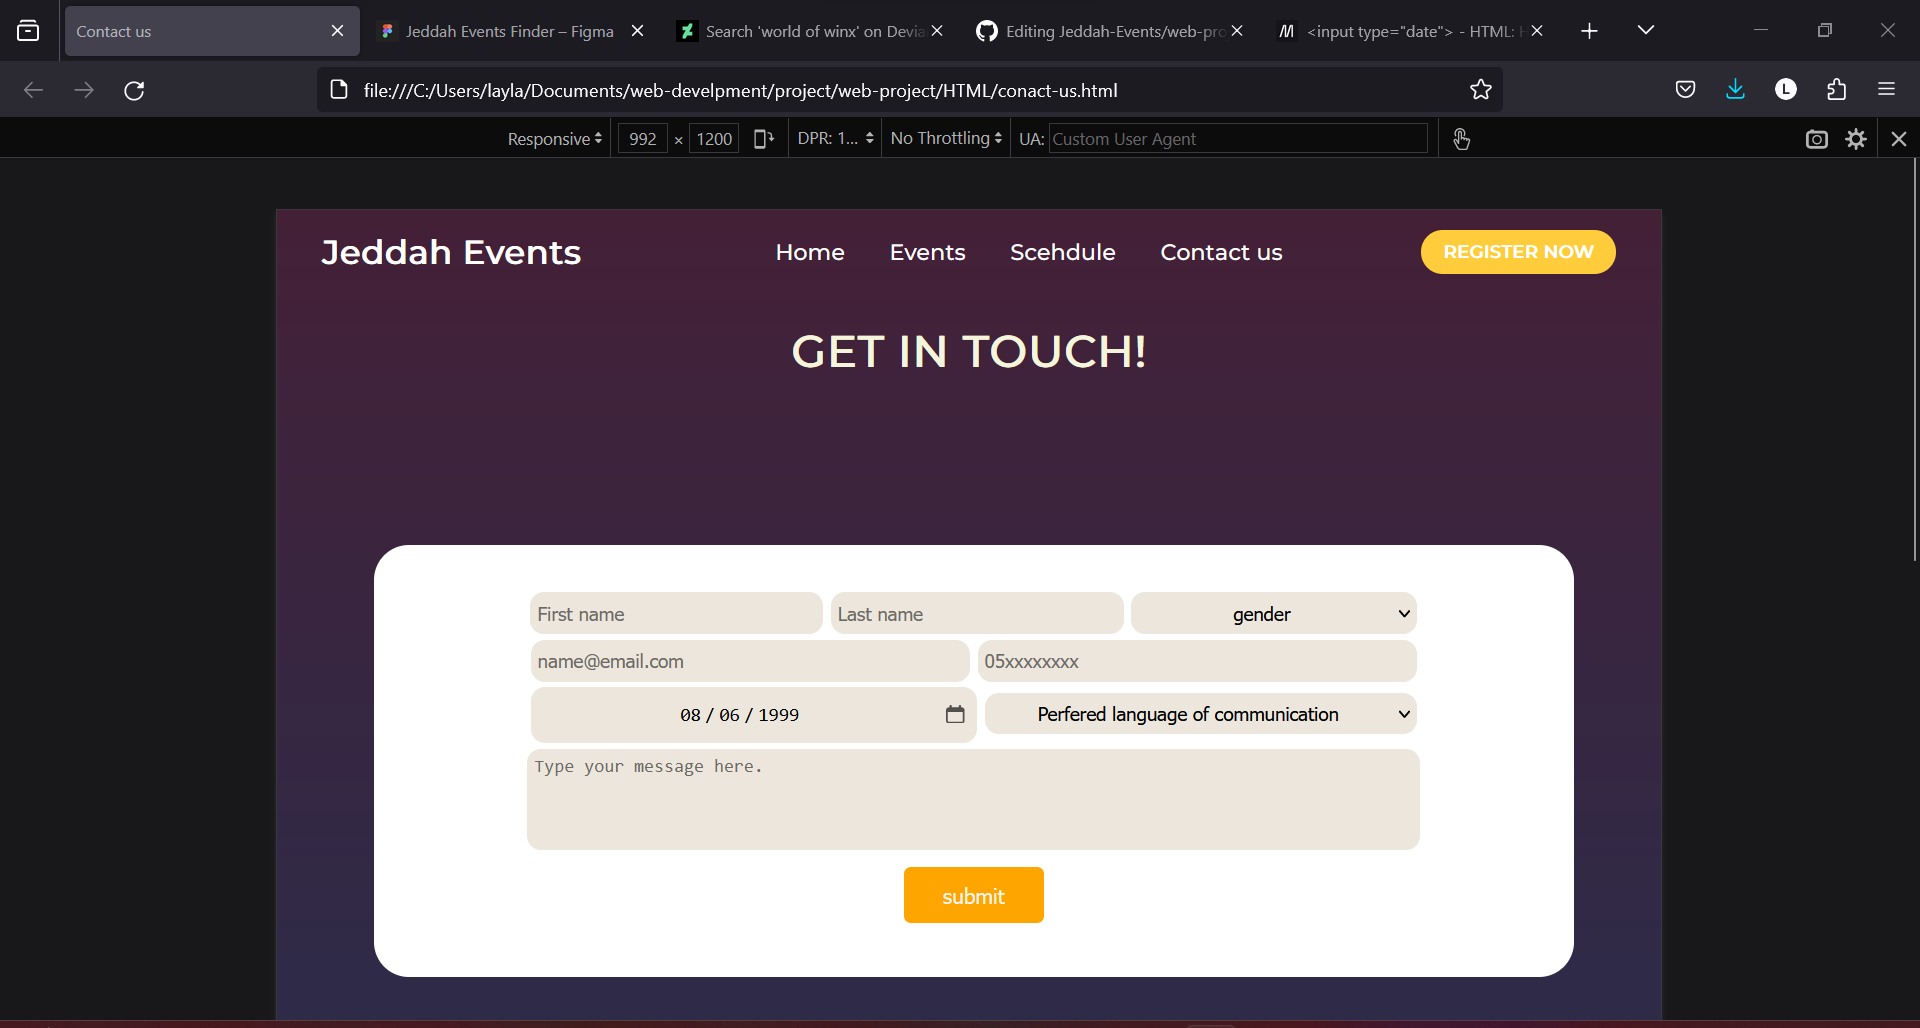 Contact us
Jeddah Events Finder – Figma
Search 'world of winx' on Devia
Editing Jeddah-Events/web-pro
<input type="date"> - HTML: H
file:///C:/Users/layla/Documents/web-develpment/project/web-project/HTML/conact-us.html
L
Responsive 992 × 1200 DPR: 1... No Throttling UA: Custom User Agent
Jeddah Events Home Events Scehdule Contact us REGISTER NOW
GET IN TOUCH!
First name Last name gender
name@email.com 05xxxxxxxx
08 / 06 / 1999 Perfered language of communication
Type your message here.
submit